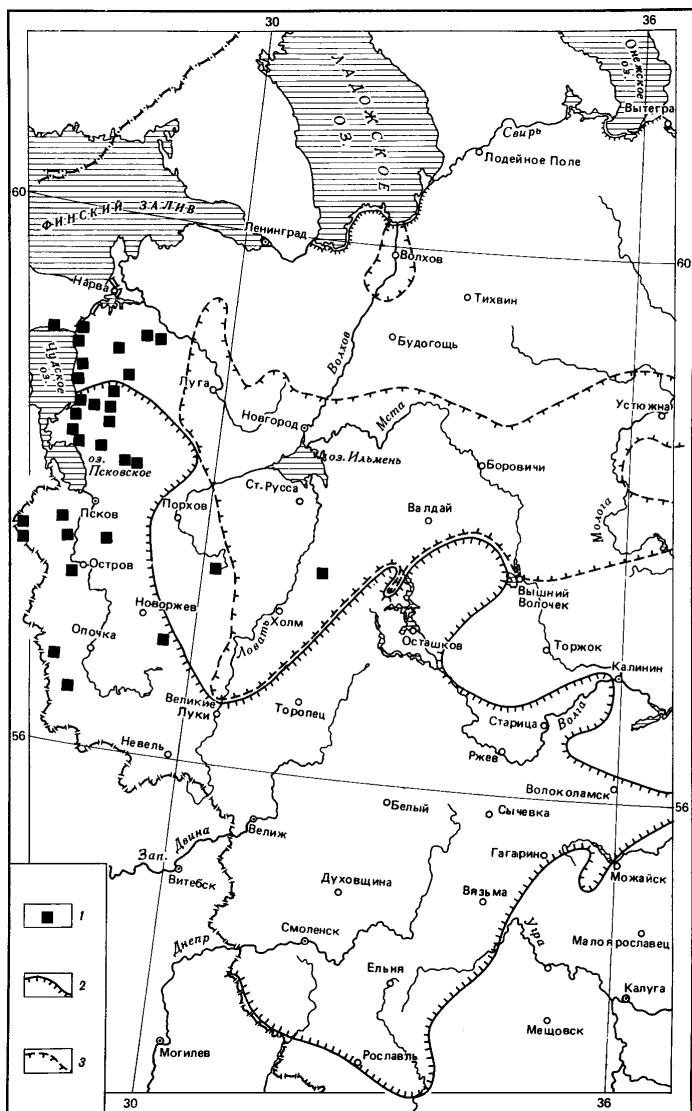 30
36
Онежское
оз.
Вытегра
ЛАДОЖСКОЕ
ОЗ.
Свирь
Лодейное Поле
60
ФИНСКИЙ ЗАЛИВ
Ленинград
Волхов
60
Нарва
Тихвин
Волхов
Будогощь
Чудское
оз.
Луга
Устюжна
Новгород
Мста
оз.
Псковское
оз. Ильмень
Боровичи
Ст. Русса
Молога
Псков
Порхов
Валдай
Остров
Вышний
Волочек
Новоржев
Холм
Ловать
Опочка
Осташков
Торжок
Калинин
Великие
Луки
Торопец
Старица
Волга
56
Невель
Ржев
Волоколамск
56
Белый
Сычевка
Зап. Двина
Велиж
Гагарино
Витебск
Можайск
Духовщина
Вязьма
1
Днепр
Смоленск
Угра
Малоярославец
2
Ельня
Калуга
Мещовск
3
Могилев
Рославль
30
36